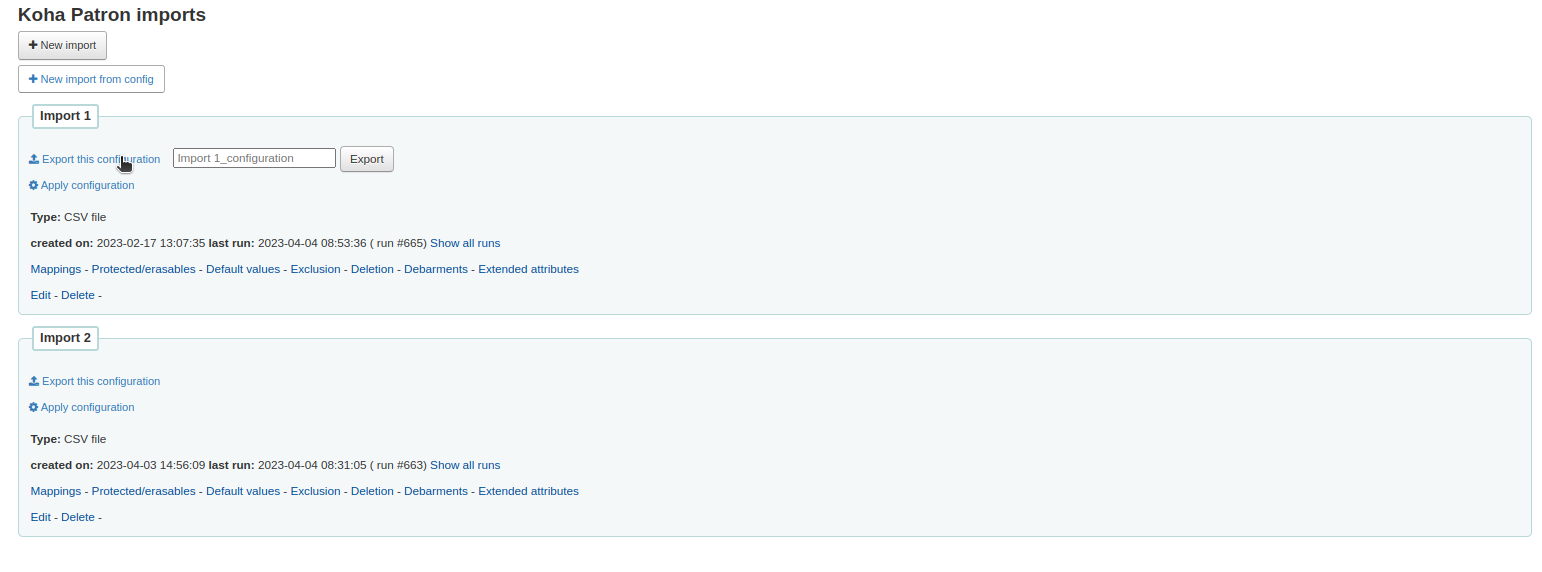 Koha Patron imports
New import
New import from config
Import 1
Export this configuration Import 1_configuration Export
Apply configuration
Type: CSV file
created on: 2023-02-17 13:07:35 last run: 2023-04-04 08:53:36 ( run #665) Show all runs
Mappings - Protected/erasables - Default values - Exclusion - Deletion - Debarments - Extended attributes
Edit - Delete -
Import 2
Export this configuration
Apply configuration
Type: CSV file
created on: 2023-04-03 14:56:09 last run: 2023-04-04 08:31:05 ( run #663) Show all runs
Mappings - Protected/erasables - Default values - Exclusion - Deletion - Debarments - Extended attributes
Edit - Delete -